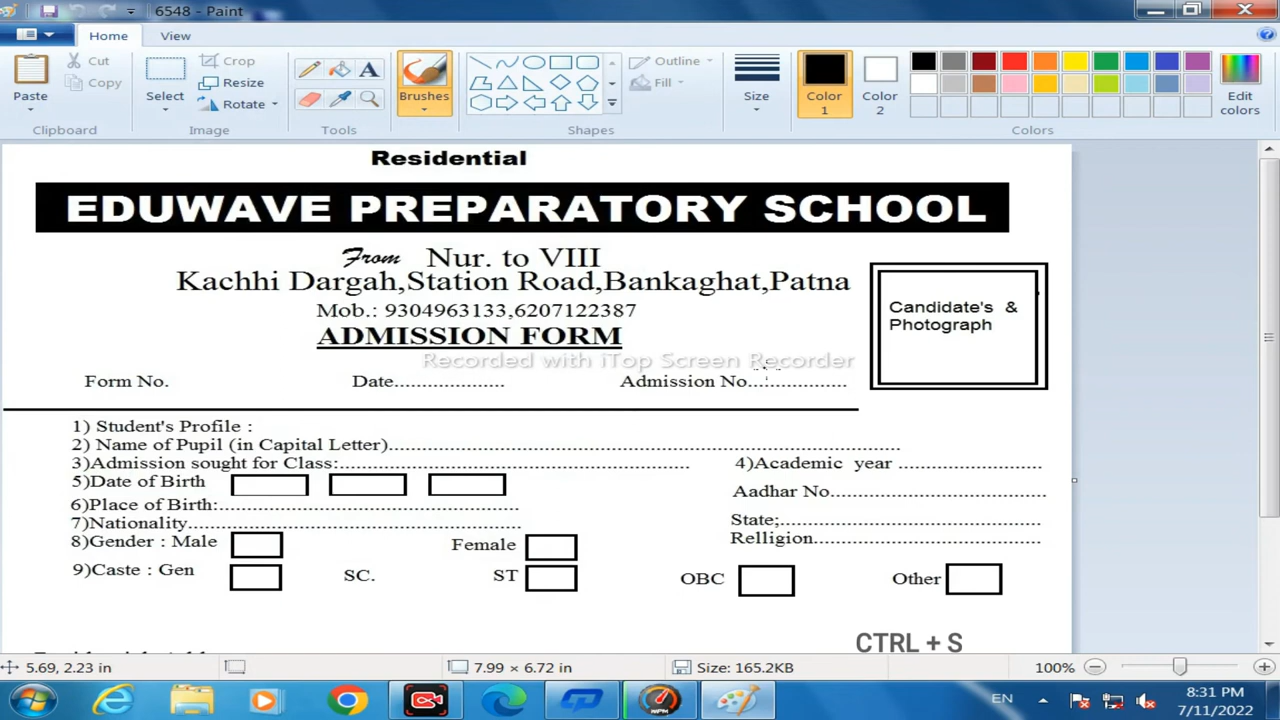 6548 - Paint
Home
View
Paste
Cut
Copy
Clipboard
Select
Crop
Resize
Rotate
Image
Tools
Brushes
Outline
Fill
Shapes
Size
Color 1
Color 2
Edit colors
Colors
Residential
EDUWAVE PREPARATORY SCHOOL
From Nur. to VIII
Kachhi Dargah,Station Road,Bankaghat,Patna
Mob.: 9304963133,6207122387
ADMISSION FORM
Candidate's &
Photograph
Recorded with iTop Screen Recorder
Form No. Date...................... Admission No....................
1) Student's Profile :
2) Name of Pupil (in Capital Letter)....................................................................................................
3)Admission sought for Class:..................................................................... 4)Academic year ............................
5)Date of Birth
Aadhar No...........................................
6)Place of Birth:............................................................
7)Nationality.................................................................. State;....................................................
8)Gender : Male Female Relligion.............................................
9)Caste : Gen SC. ST OBC Other
CTRL + S
5.69, 2.23 in 7.99 × 6.72 in Size: 165.2KB 100%
EN 8:31 PM
7/11/2022